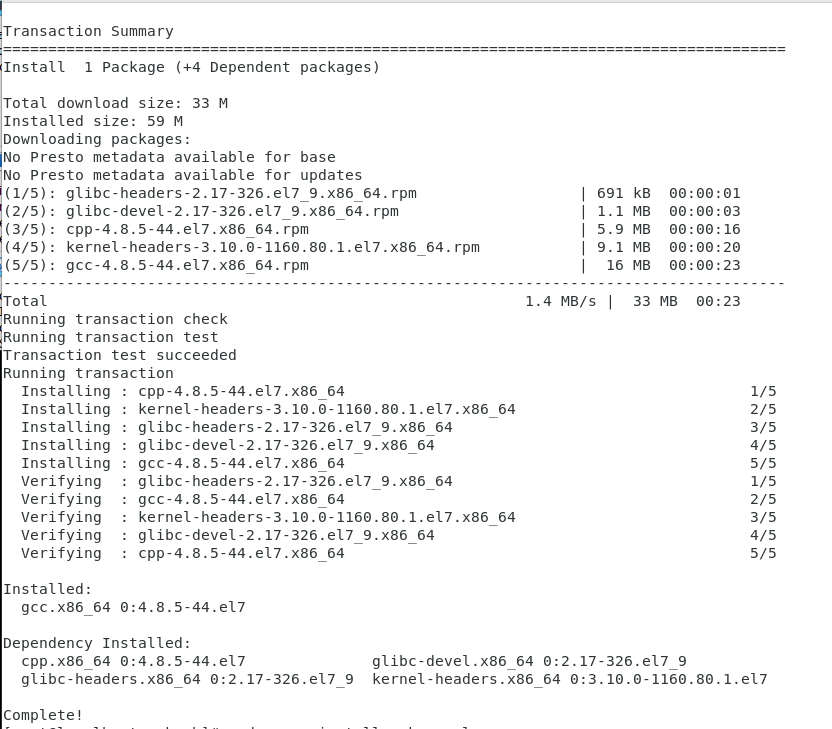 Transaction Summary
================================================================================
Install  1 Package (+4 Dependent packages)
Total download size: 33 M
Installed size: 59 M
Downloading packages:
No Presto metadata available for base
No Presto metadata available for updates
(1/5): glibc-headers-2.17-326.el7_9.x86_64.rpm | 691 kB 00:00:01
(2/5): glibc-devel-2.17-326.el7_9.x86_64.rpm | 1.1 MB 00:00:03
(3/5): cpp-4.8.5-44.el7.x86_64.rpm | 5.9 MB 00:00:16
(4/5): kernel-headers-3.10.0-1160.80.1.el7.x86_64.rpm | 9.1 MB 00:00:20
(5/5): gcc-4.8.5-44.el7.x86_64.rpm | 16 MB 00:00:23
--------------------------------------------------------------------------------
Total 1.4 MB/s | 33 MB 00:23
Running transaction check
Running transaction test
Transaction test succeeded
Running transaction
Installing : cpp-4.8.5-44.el7.x86_64 1/5
Installing : kernel-headers-3.10.0-1160.80.1.el7.x86_64 2/5
Installing : glibc-headers-2.17-326.el7_9.x86_64 3/5
Installing : glibc-devel-2.17-326.el7_9.x86_64 4/5
Installing : gcc-4.8.5-44.el7.x86_64 5/5
Verifying : glibc-headers-2.17-326.el7_9.x86_64 1/5
Verifying : gcc-4.8.5-44.el7.x86_64 2/5
Verifying : kernel-headers-3.10.0-1160.80.1.el7.x86_64 3/5
Verifying : glibc-devel-2.17-326.el7_9.x86_64 4/5
Verifying : cpp-4.8.5-44.el7.x86_64 5/5
Installed:
gcc.x86_64 0:4.8.5-44.el7
Dependency Installed:
cpp.x86_64 0:4.8.5-44.el7 glibc-devel.x86_64 0:2.17-326.el7_9
glibc-headers.x86_64 0:2.17-326.el7_9 kernel-headers.x86_64 0:3.10.0-1160.80.1.el7
Complete!